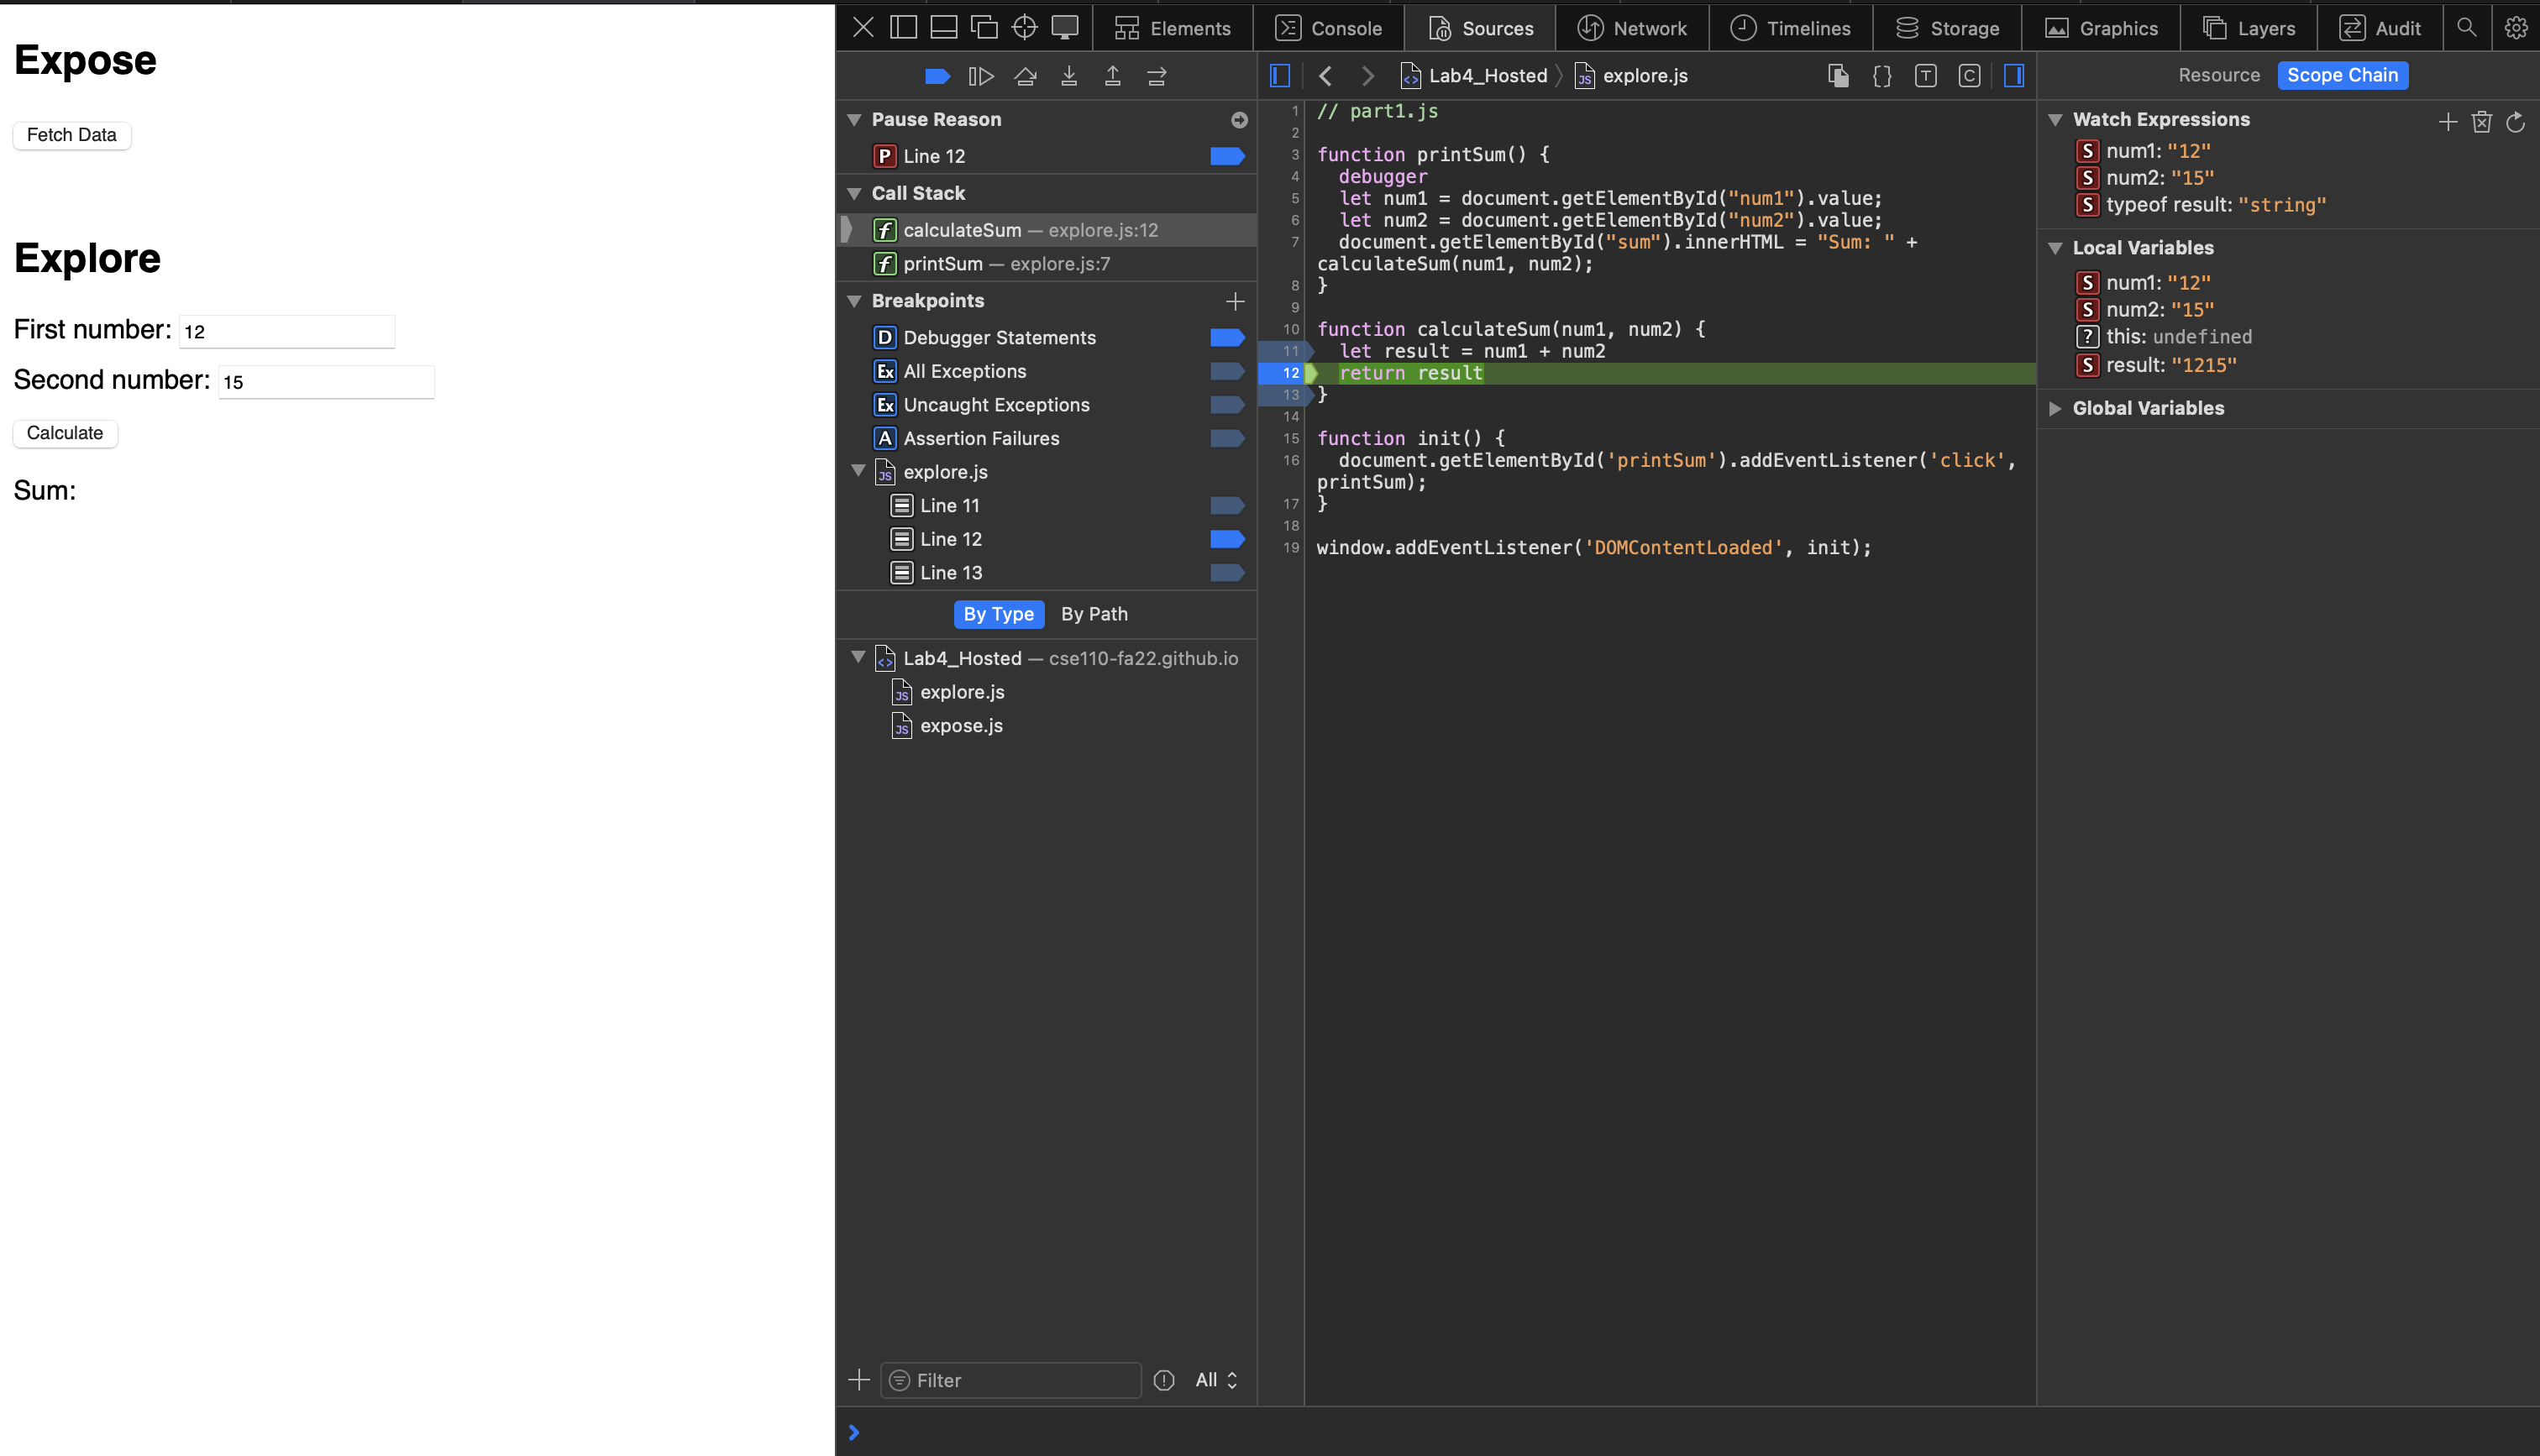 Expose
Fetch Data
Explore
First number: 12
Second number: 15
Calculate
Sum:
Elements
Console
Sources
Network
Timelines
Storage
Graphics
Layers
Audit
Pause Reason
P Line 12
Call Stack
f calculateSum — explore.js:12
f printSum — explore.js:7
Breakpoints
D Debugger Statements
Ex All Exceptions
Ex Uncaught Exceptions
A Assertion Failures
JS explore.js
Line 11
Line 12
Line 13
By Type By Path
Lab4_Hosted — cse110-fa22.github.io
JS explore.js
JS expose.js
Filter
All
Lab4_Hosted
JS explore.js
{} T C
1 // part1.js
2
3 function printSum() {
4 debugger
5 let num1 = document.getElementById("num1").value;
6 let num2 = document.getElementById("num2").value;
7 document.getElementById("sum").innerHTML = "Sum: " +
calculateSum(num1, num2);
8 }
9
10 function calculateSum(num1, num2) {
11 let result = num1 + num2
12 return result
13 }
14
15 function init() {
16 document.getElementById('printSum').addEventListener('click',
printSum);
17 }
18
19 window.addEventListener('DOMContentLoaded', init);
Resource Scope Chain
Watch Expressions
S num1: "12"
S num2: "15"
S typeof result: "string"
Local Variables
S num1: "12"
S num2: "15"
? this: undefined
S result: "1215"
Global Variables